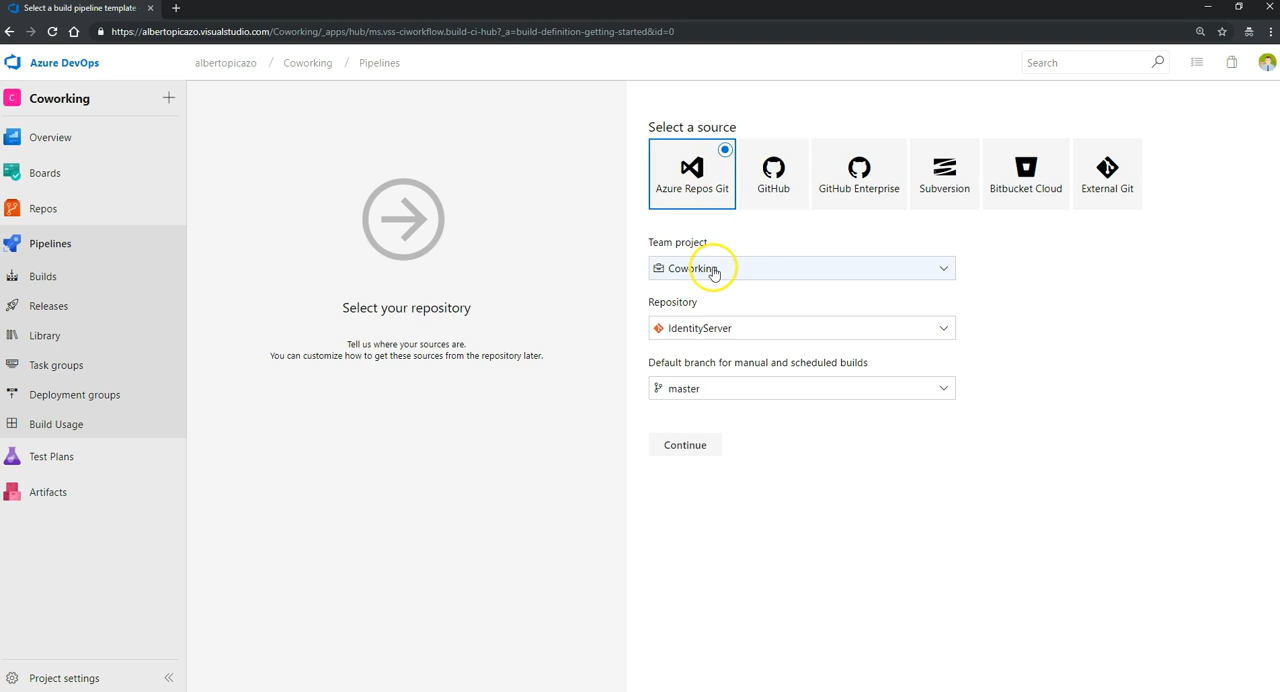 Select a build pipeline template
https://albertopicazo.visualstudio.com/Coworking/_apps/hub/ms.vss-ciworkflow.build-ci-hub?_a=build-definition-getting-started&id=0
Azure DevOps
albertopicazo / Coworking / Pipelines
Search
C Coworking
Overview
Boards
Repos
Pipelines
Builds
Releases
Library
Task groups
Deployment groups
Build Usage
Test Plans
Artifacts
Project settings
Select your repository
Tell us where your sources are.
You can customize how to get these sources from the repository later.
Select a source
Azure Repos Git
GitHub
GitHub Enterprise
Subversion
Bitbucket Cloud
External Git
Team project
Coworking
Repository
IdentityServer
Default branch for manual and scheduled builds
master
Continue